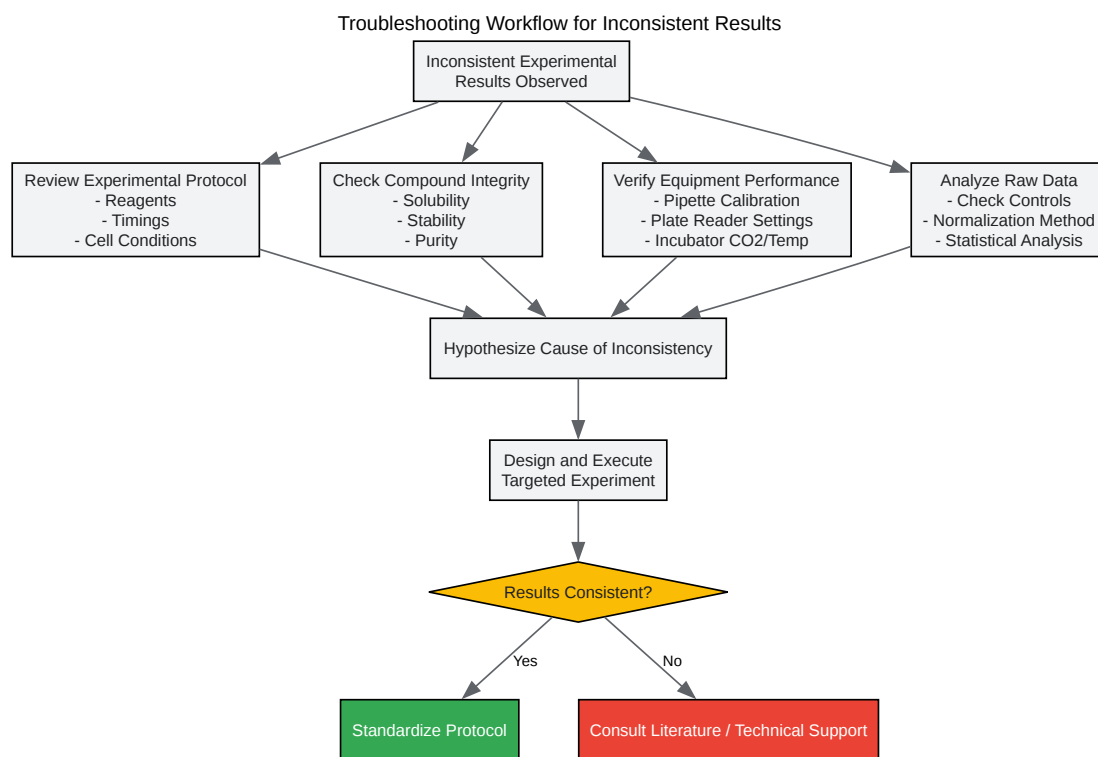 Troubleshooting Workflow for Inconsistent Results
Inconsistent Experimental
Results Observed
Review Experimental Protocol
- Reagents
- Timings
- Cell Conditions
Check Compound Integrity
- Solubility
- Stability
- Purity
Verify Equipment Performance
- Pipette Calibration
- Plate Reader Settings
- Incubator CO2/Temp
Analyze Raw Data
- Check Controls
- Normalization Method
- Statistical Analysis
Hypothesize Cause of Inconsistency
Design and Execute
Targeted Experiment
Results Consistent?
Yes
No
Standardize Protocol
Consult Literature / Technical Support